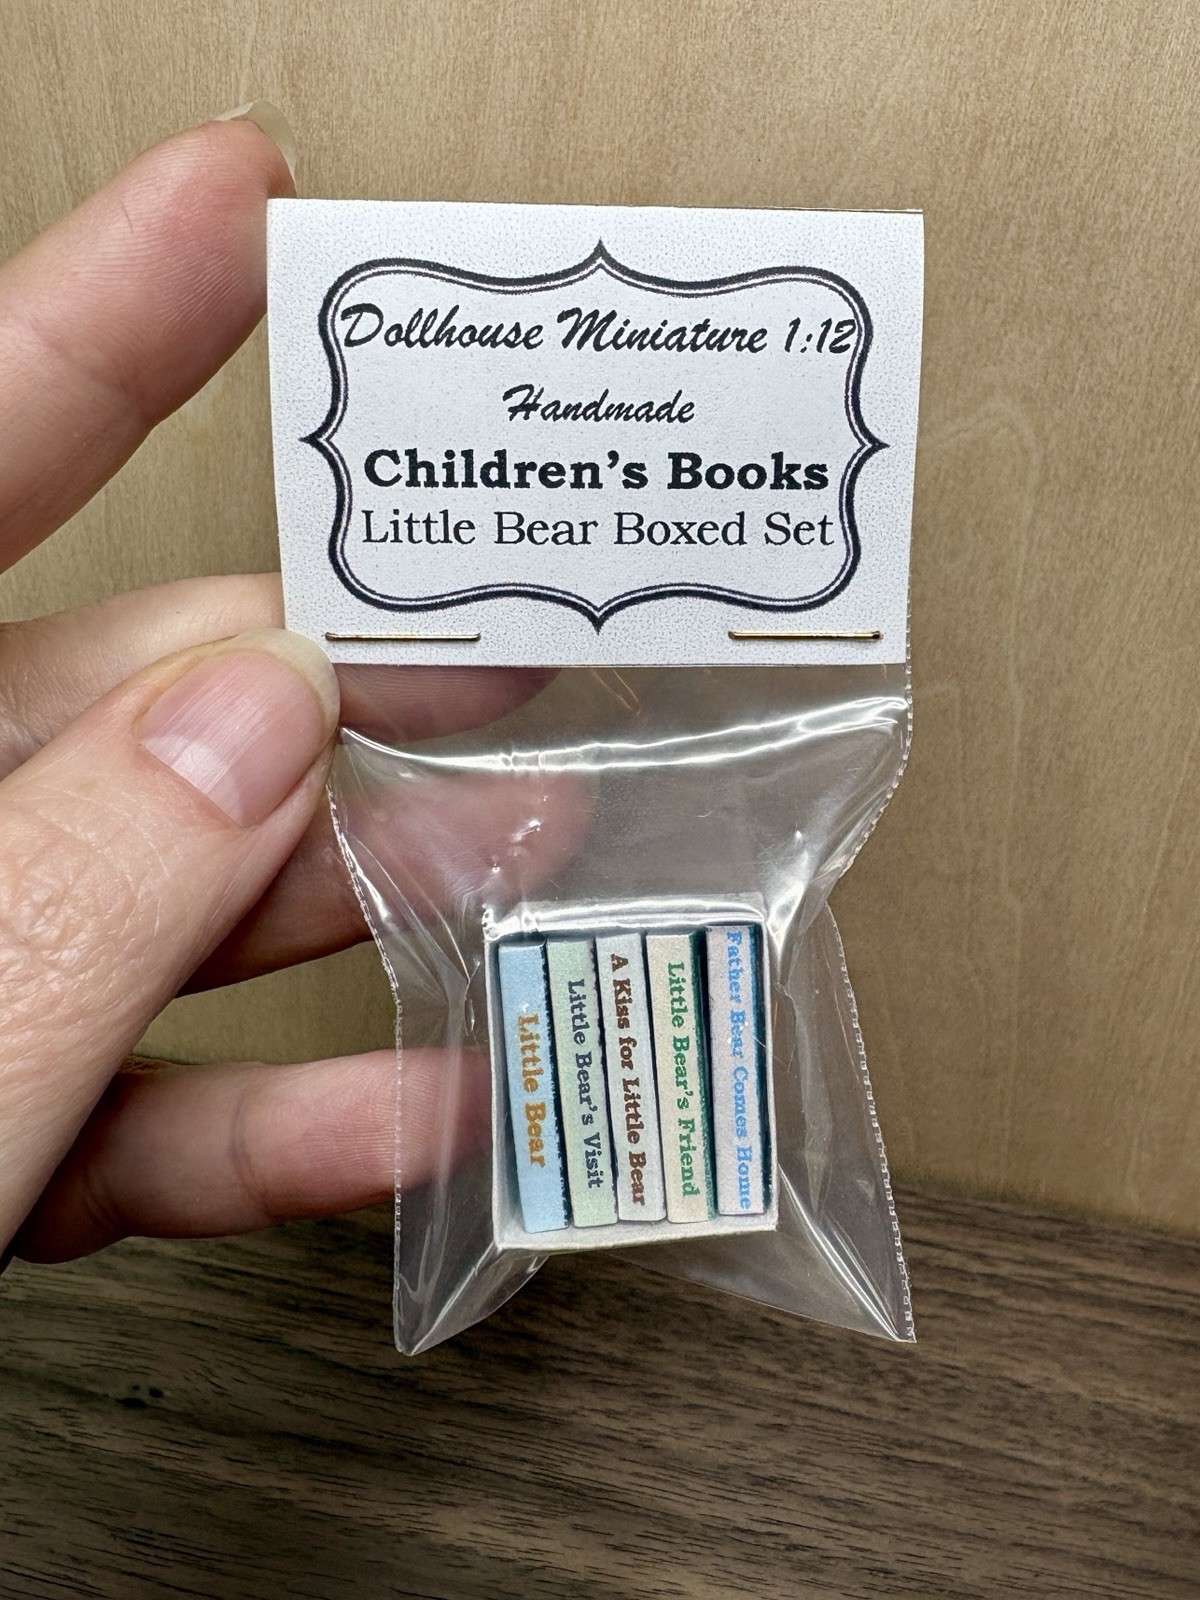 Dollhouse Miniature 1:12
Handmade
Children's Books
Little Bear Boxed Set
Little Bear
Little Bear's Visit
A Kiss for Little Bear
Little Bear's Friend
Father Bear Comes Home